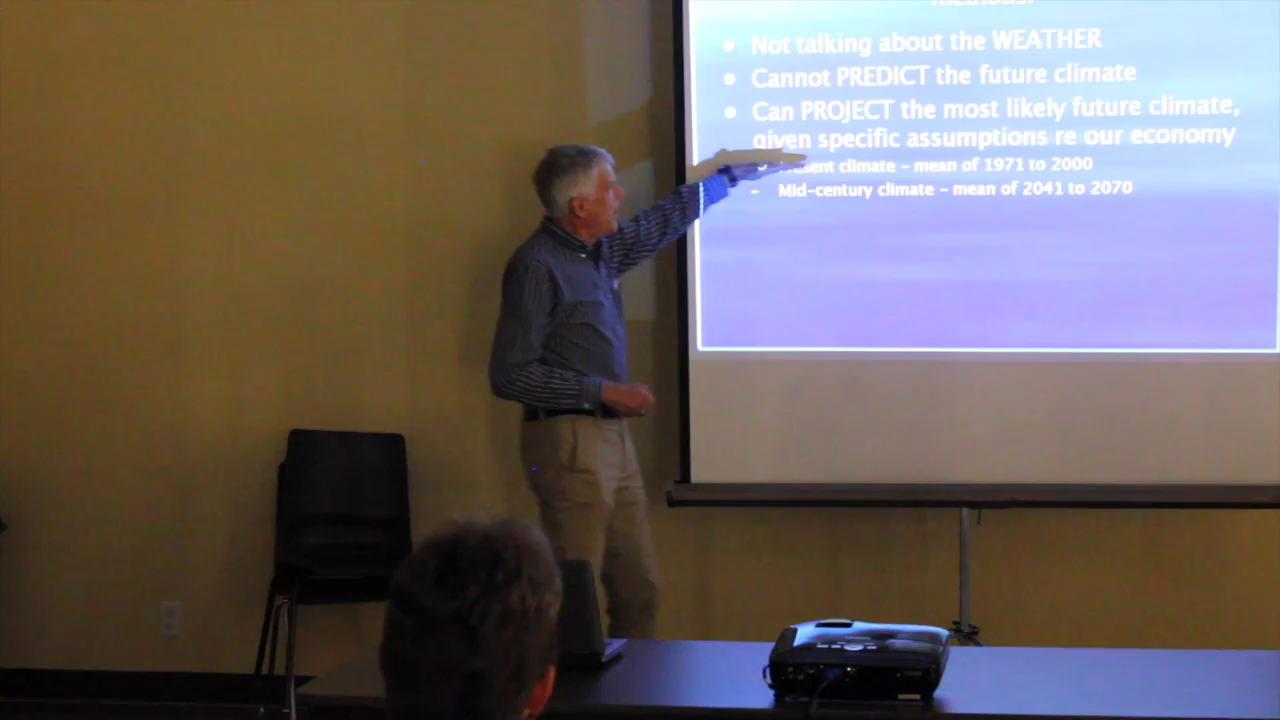 methods:
• Not talking about the WEATHER
• Cannot PREDICT the future climate
• Can PROJECT the most likely future climate,
given specific assumptions re our economy
climate – mean of 1971 to 2000
– Mid-century climate – mean of 2041 to 2070